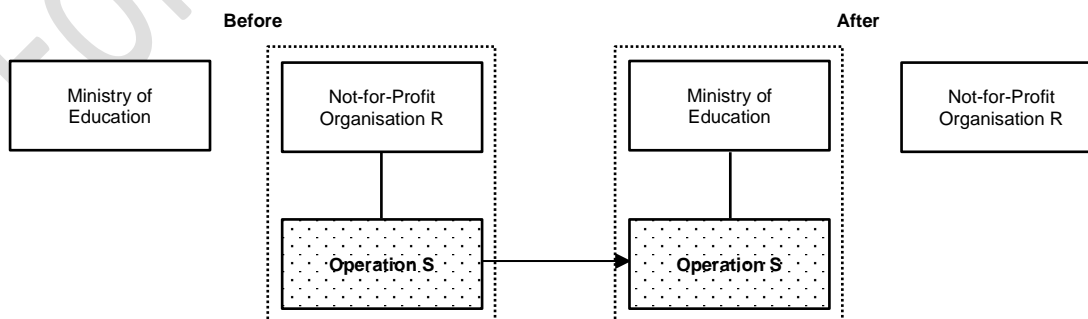 Before
After
Ministry of
Education
Not-for-Profit
Organisation R
Ministry of
Education
Not-for-Profit
Organisation R
Operation S
Operation S